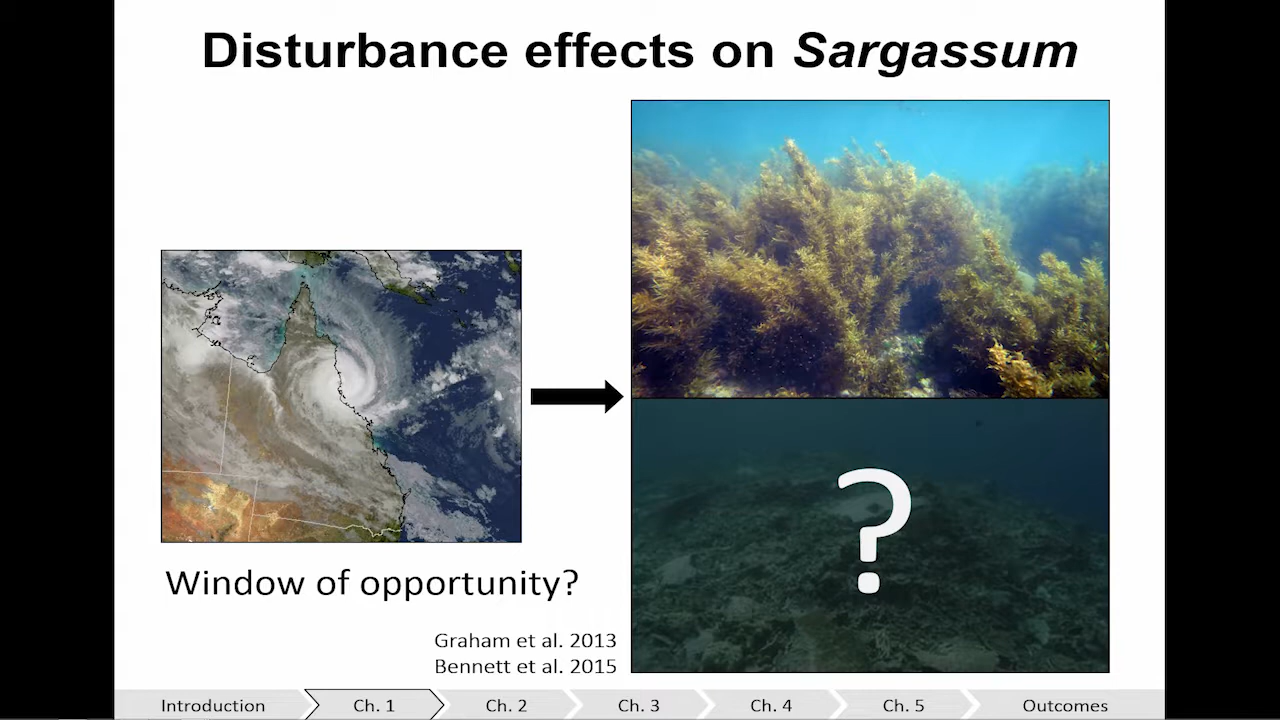 Disturbance effects on Sargassum
?
Window of opportunity?
Graham et al. 2013
Bennett et al. 2015
Introduction
Ch. 1
Ch. 2
Ch. 3
Ch. 4
Ch. 5
Outcomes